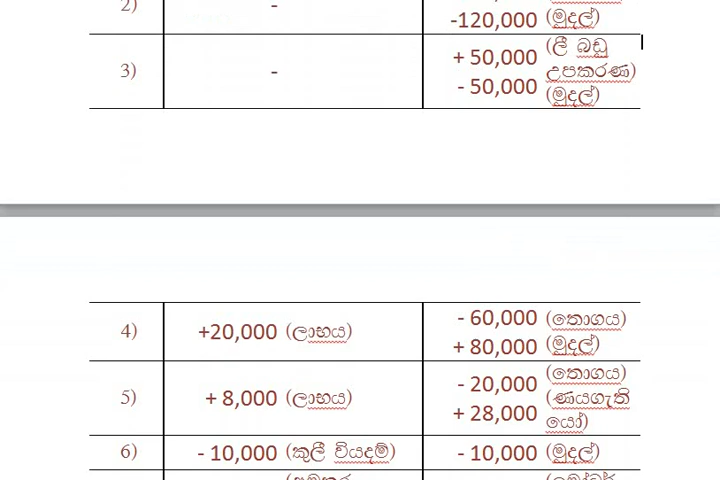 2) - -120,000 (මුදල්)
3) - + 50,000 (ලී බඩු
උපකරණ)
- 50,000 (මුදල්)
4) +20,000 (ලාභය) - 60,000 (තොගය)
+ 80,000 (මුදල්)
5) + 8,000 (ලාභය) - 20,000 (තොගය)
+ 28,000 (ණයගැති
යෝ)
6) - 10,000 (කුලී වියදම්) - 10,000 (මුදල්)